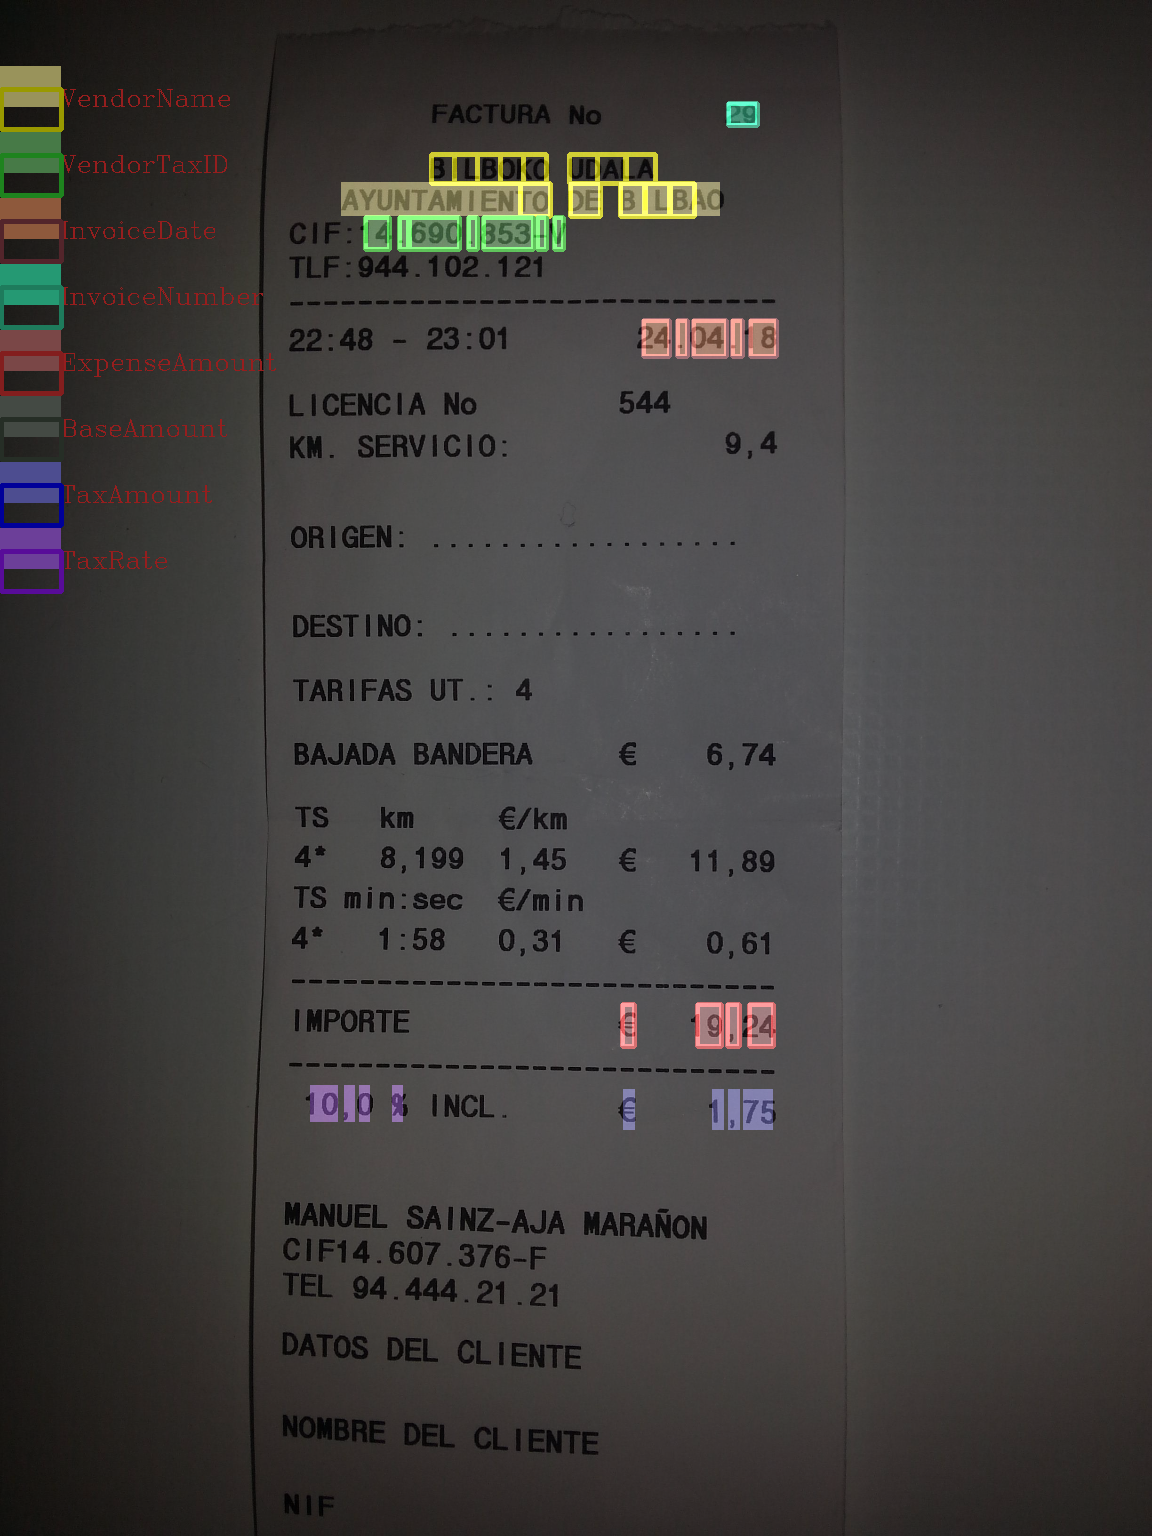 VendorName
VendorTaxID
InvoiceDate
InvoiceNumber
ExpenseAmount
BaseAmount
TaxAmount
TaxRate
FACTURA No 29
BILBOKO UDALA
AYUNTAMIENTO DE BILBAO
CIF:14.690.853-V
TLF:944.102.121
22:48 - 23:01 24.04.18
LICENCIA No 544
KM. SERVICIO: 9,4
ORIGEN: ..................
DESTINO: .................
TARIFAS UT.: 4
BAJADA BANDERA € 6,74
TS km €/km
4* 8,199 1,45 € 11,89
TS min:sec €/min
4* 1:58 0,31 € 0,61
IMPORTE € 19,24
10,0 % INCL. € 1,75
MANUEL SAINZ-AJA MARAÑON
CIF14.607.376-F
TEL 94.444.21.21
DATOS DEL CLIENTE
NOMBRE DEL CLIENTE
NIF